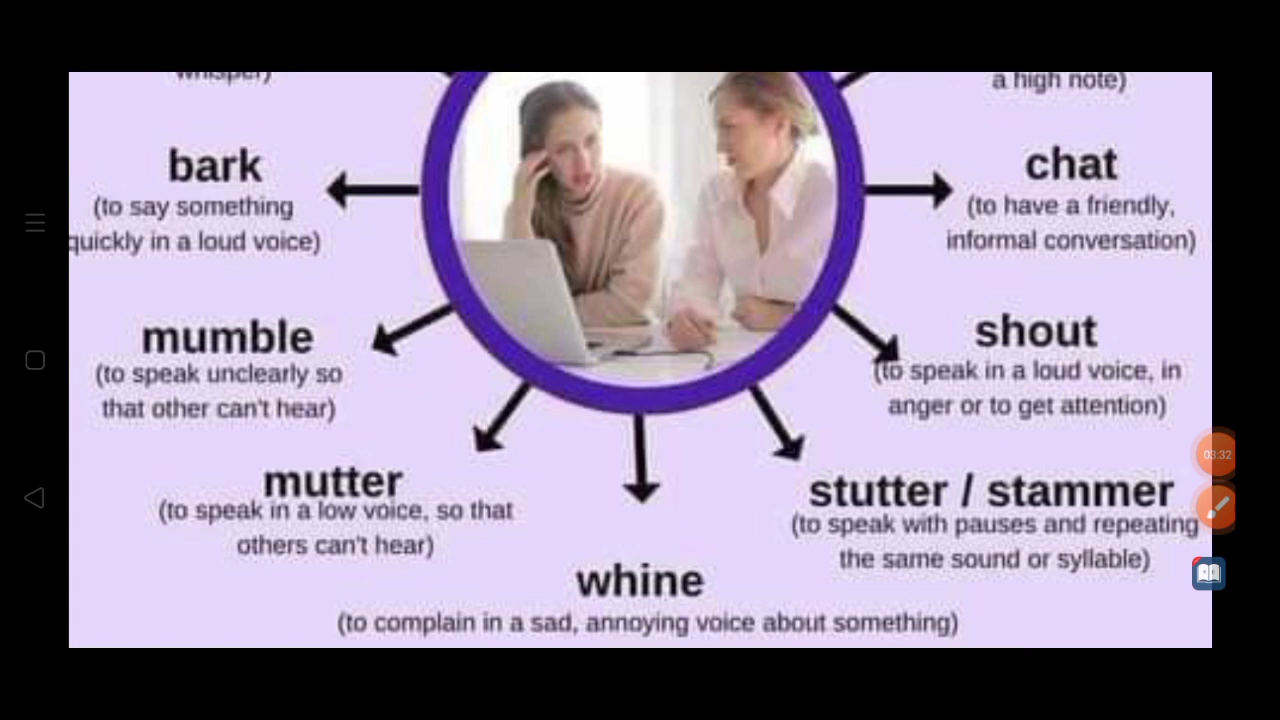 whisper)
a high note)
bark
(to say something
quickly in a loud voice)
chat
(to have a friendly,
informal conversation)
mumble
(to speak unclearly so
that other can't hear)
shout
(to speak in a loud voice, in
anger or to get attention)
mutter
(to speak in a low voice, so that
others can't hear)
stutter / stammer
(to speak with pauses and repeating
the same sound or syllable)
whine
(to complain in a sad, annoying voice about something)
03:32